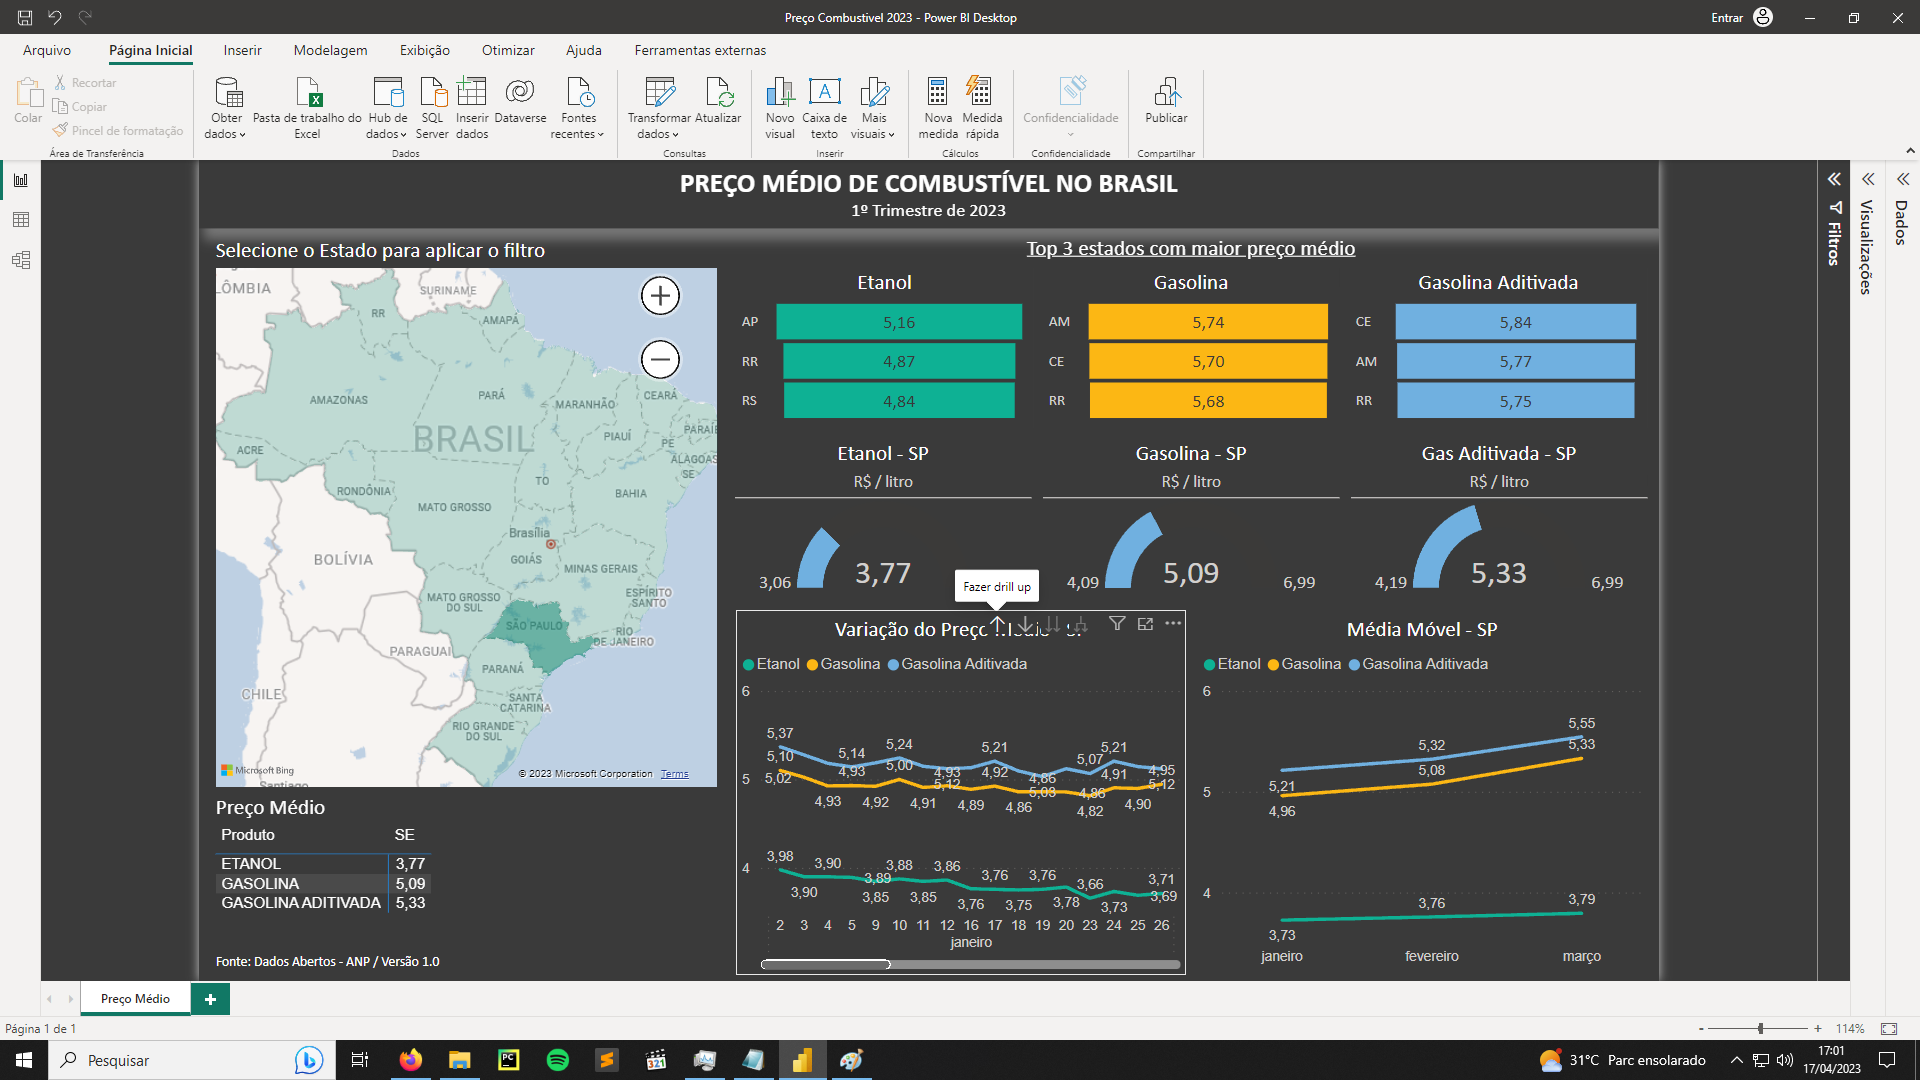 Preço Combustivel 2023 - Power BI Desktop
Entrar
Arquivo
Página Inicial
Inserir
Modelagem
Exibição
Otimizar
Ajuda
Ferramentas externas
Colar
Recortar
Copiar
Pincel de formatação
Área de Transferência
Obter dados
Pasta de trabalho do Excel
Hub de dados
SQL Server
Inserir dados
Dataverse
Fontes recentes
Dados
Transformar dados
Atualizar
Consultas
Novo visual
Caixa de texto
Mais visuais
Inserir
Nova medida
Medida rápida
Cálculos
Confidencialidade
Confidencialidade
Publicar
Compartilhar
PREÇO MÉDIO DE COMBUSTÍVEL NO BRASIL
1º Trimestre de 2023
Filtros
Visualizações
Dados
Selecione o Estado para aplicar o filtro
LÔMBIA
SURINAME
RR
AMAPÁ
AMAZONAS
PARÁ
MARANHÃO
CEARÁ
BRASIL
PIAUÍ
PARAÍ
PE
ACRE
ALAGOAS
SE
TO
RONDÔNIA
BAHIA
MATO GROSSO
Brasília
BOLÍVIA
GOIÁS
MINAS GERAIS
MATO GROSSO DO SUL
ESPÍRITO SANTO
SÃO PAULO
RIO DE JANEIRO
PARAGUAI
PARANÁ
CHILE
SANTA CATARINA
RIO GRANDE DO SUL
Microsoft Bing
© 2023 Microsoft Corporation Terms
Santiago
Top 3 estados com maior preço médio
Etanol
AP 5,16
RR 4,87
RS 4,84
Gasolina
AM 5,74
CE 5,70
RR 5,68
Gasolina Aditivada
CE 5,84
AM 5,77
RR 5,75
Etanol - SP
R$ / litro
3,06 3,77
Gasolina - SP
R$ / litro
4,09 5,09 6,99
Gas Aditivada - SP
R$ / litro
4,19 5,33 6,99
Fazer drill up
Variação do Preço
Etanol Gasolina Gasolina Aditivada
6
5,37
5,14 5,24 5,21 5,21
5,10
5,07
4,93 5,00 4,93 4,92 4,86 4,95
5 5,02 5,12 5,03 4,86 4,91 5,12
4,93 4,92 4,91 4,89 4,86 4,82 4,90
4 3,98 3,90 3,88 3,86 3,76 3,76 3,66 3,71
3,89
3,90 3,85 3,85 3,76 3,75 3,78 3,73 3,69
2 3 4 5 9 10 11 12 16 17 18 19 20 23 24 25 26
janeiro
Média Móvel - SP
Etanol Gasolina Gasolina Aditivada
6
5,55
5,32 5,33
5,21 5,08
5
4,96
4
3,76 3,79
3,73
janeiro fevereiro março
Preço Médio
Produto SE
ETANOL 3,77
GASOLINA 5,09
GASOLINA ADITIVADA 5,33
Fonte: Dados Abertos - ANP / Versão 1.0
Preço Médio
Página 1 de 1
114%
Pesquisar
PC
321
31°C Parc ensolarado
17:01
17/04/2023